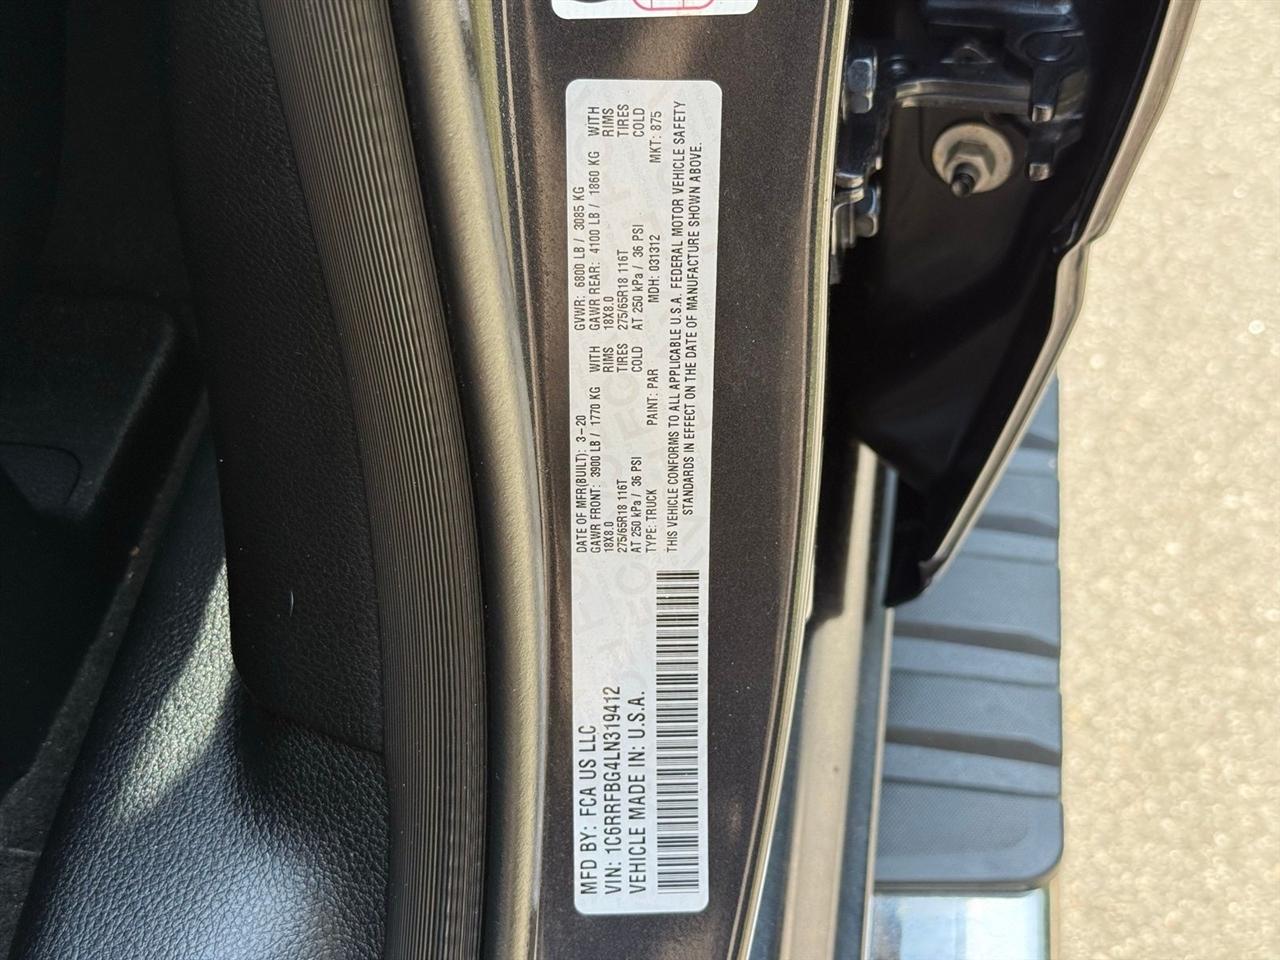 MFD BY: FCA US LLC
VIN: 1C6RRFBG4LN319412
VEHICLE MADE IN: U.S.A.
DATE OF MFR(BUILT): 3-20 GVWR: 6800 LB / 3085 KG
GAWR FRONT: 3900 LB / 1770 KG WITH GAWR REAR: 4100 LB / 1860 KG WITH
18X8.0 RIMS 18X8.0 RIMS
275/65R18 116T TIRES 275/65R18 116T TIRES
AT 250 kPa / 36 PSI COLD AT 250 kPa / 36 PSI COLD
TYPE: TRUCK PAINT: PAR MDH: 031312 MKT: 875
THIS VEHICLE CONFORMS TO ALL APPLICABLE U.S.A. FEDERAL MOTOR VEHICLE SAFETY
STANDARDS IN EFFECT ON THE DATE OF MANUFACTURE SHOWN ABOVE.